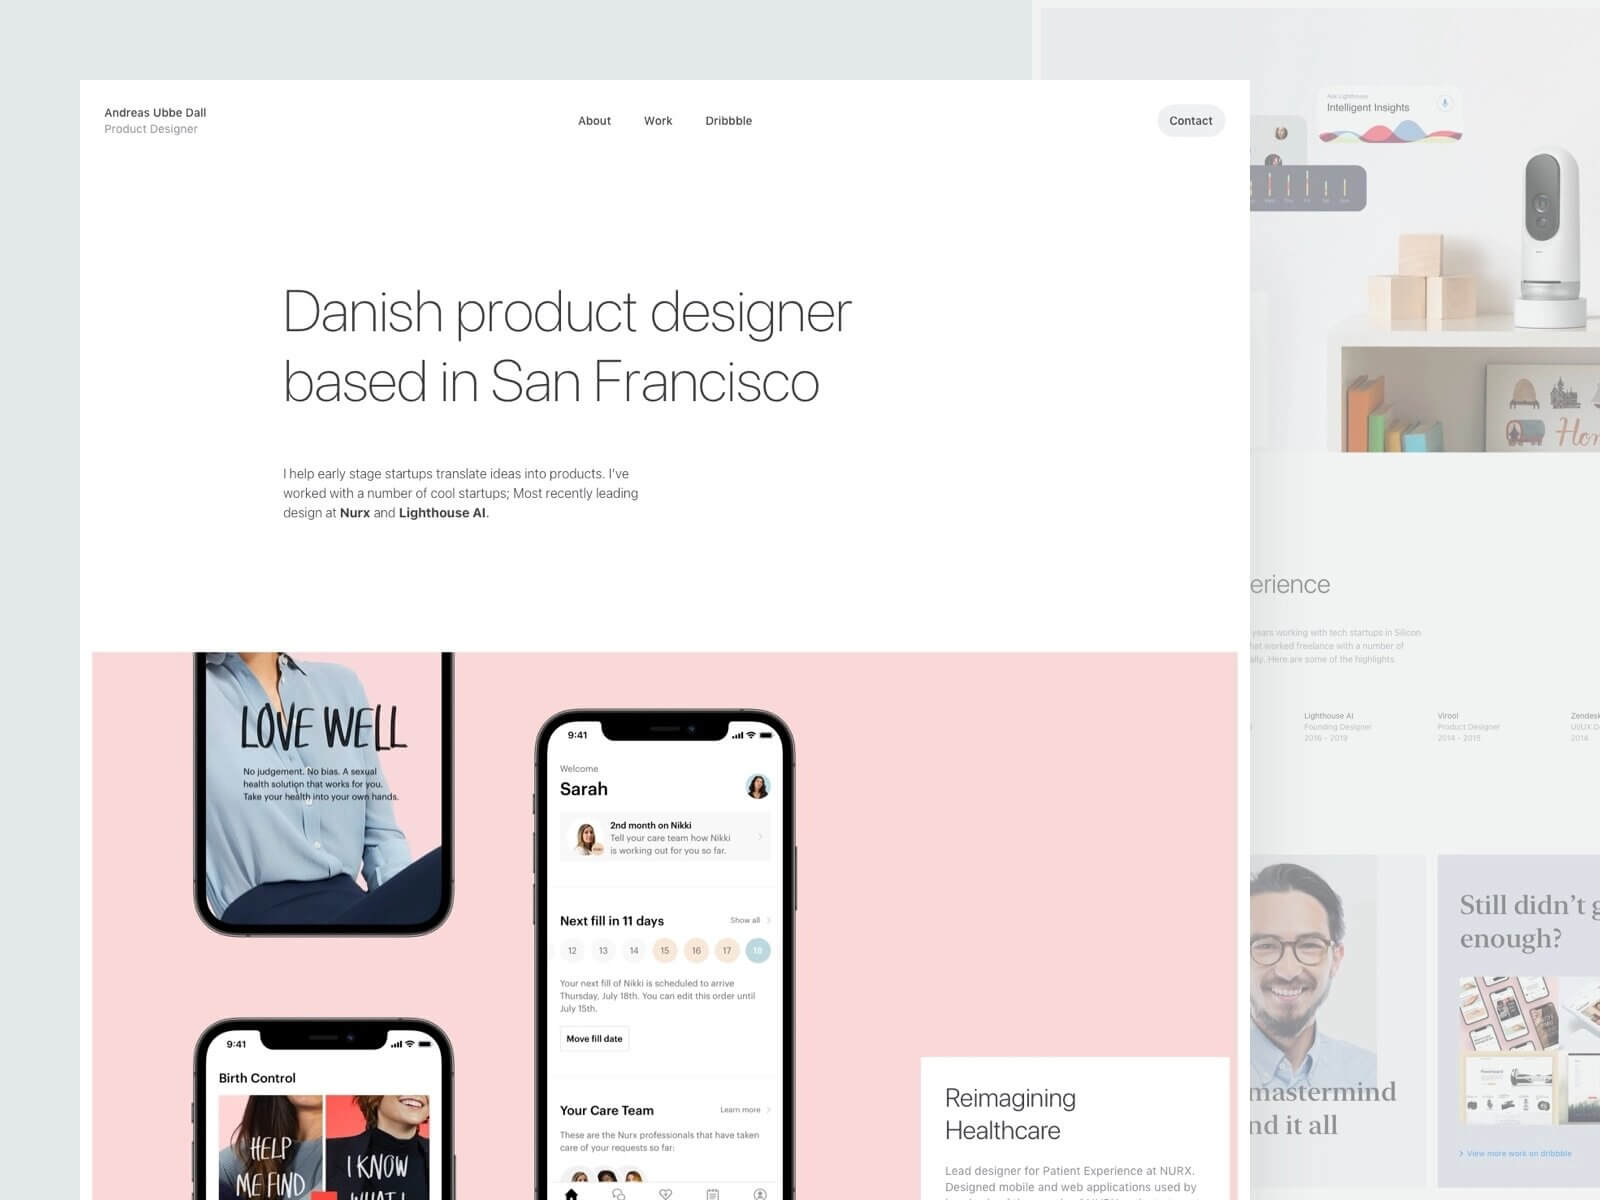 Andreas Ubbe Dall
Product Designer
About
Work
Dribbble
Contact
Danish product designer
based in San Francisco
I help early stage startups translate ideas into products. I've
worked with a number of cool startups; Most recently leading
design at Nurx and Lighthouse AI.
LOVE WELL
No judgement. No bias. A sexual
health solution that works for you.
Take your health into your own hands.
9:41
Birth Control
HELP
ME FIND
I KNOW
9:41
Welcome
Sarah
2nd month on Nikki
Tell your care team how Nikki
is working out for you so far.
Next fill in 11 days
Show all
12 13 14 15 16 17 18
Your next fill of Nikki is scheduled to arrive
Thursday, July 18th. You can edit this order until
July 15th.
Move fill date
Your Care Team
Learn more
These are the Nurx professionals that have taken
care of your requests so far:
Reimagining
Healthcare
Lead designer for Patient Experience at NURX.
Designed mobile and web applications used by
Ask Lighthouse
Intelligent Insights
erience
years working with tech startups in Silicon
worked freelance with a number of
Here are some of the highlights.
Lighthouse AI
Founding Designer
2016 - 2019
Virool
Product Designer
2014 - 2015
Zendesk
2014 -
mastermind
nd it all
Still didn't g
enough?
View more work on dribbble